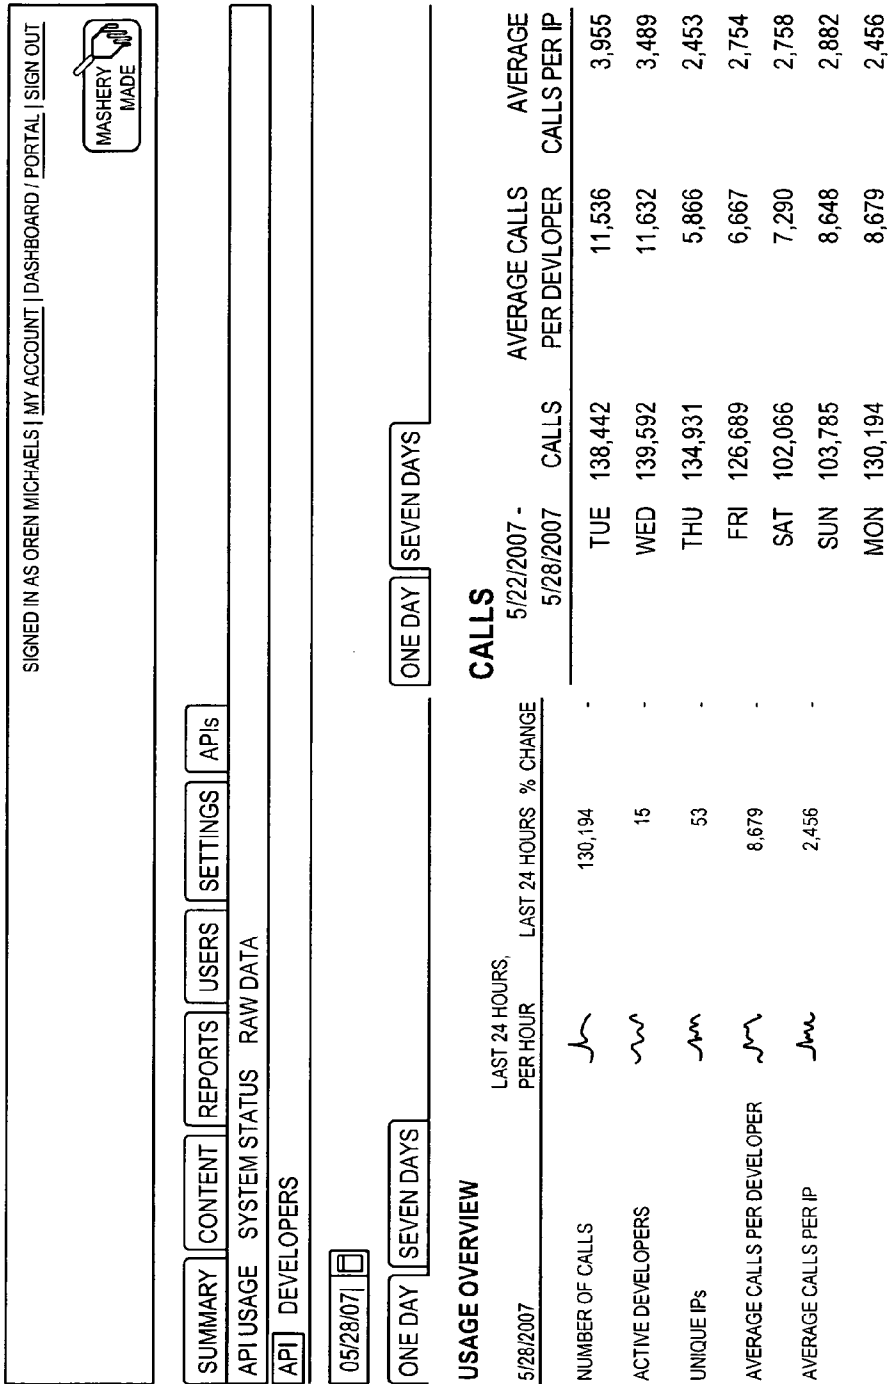 SIGNED IN AS OREN MICHAELS | MY ACCOUNT | DASHBOARD / PORTAL | SIGN OUT
MASHERY
MADE
SUMMARY CONTENT REPORTS USERS SETTINGS APIs
API USAGE SYSTEM STATUS RAW DATA
API DEVELOPERS
05/28/07
ONE DAY SEVEN DAYS
USAGE OVERVIEW
5/28/2007 LAST 24 HOURS, PER HOUR LAST 24 HOURS % CHANGE
NUMBER OF CALLS 130,194 -
ACTIVE DEVELOPERS 15 -
UNIQUE IPs 53 -
AVERAGE CALLS PER DEVELOPER 8,679 -
AVERAGE CALLS PER IP 2,456 -
ONE DAY SEVEN DAYS
CALLS
5/22/2007 - 5/28/2007 CALLS AVERAGE CALLS PER DEVLOPER AVERAGE CALLS PER IP
TUE 138,442 11,536 3,955
WED 139,592 11,632 3,489
THU 134,931 5,866 2,453
FRI 126,689 6,667 2,754
SAT 102,066 7,290 2,758
SUN 103,785 8,648 2,882
MON 130,194 8,679 2,456